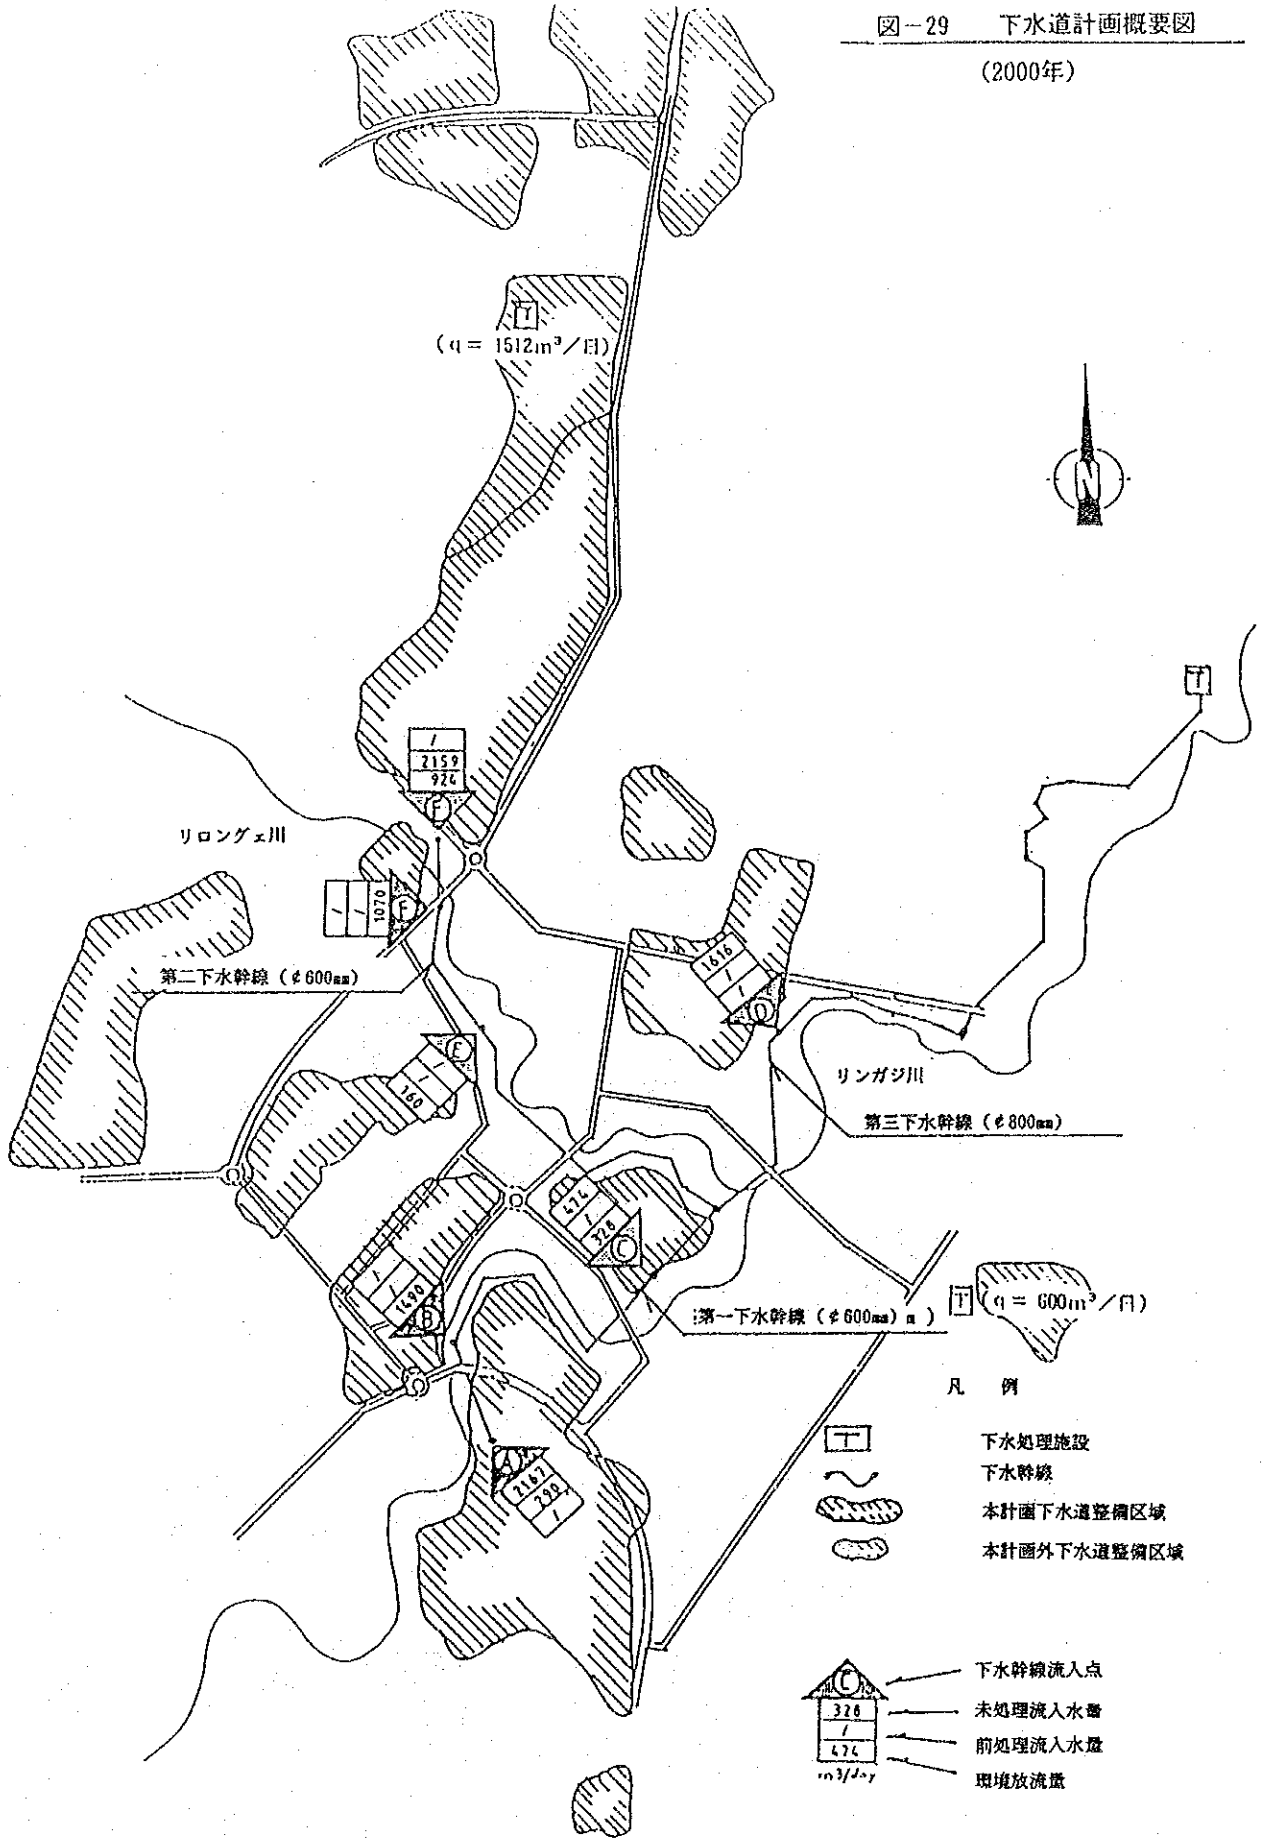 図-29 下水道計画概要図
(2000年)
T
(q = 1512m³/日)
T
/
2159
924
F
リロングェ川
/
/
1070
F
第二下水幹線 (¢600mm)
1616
/
/
D
E
/
/
160
リンガジ川
第三下水幹線 (¢800mm)
474
/
328
C
/
/
1490
B
T (q = 600m³/日)
第一下水幹線 (¢600mm) m )
A
2167
290
/
凡 例
T 下水処理施設
下水幹線
本計画下水道整備区域
本計画外下水道整備区域
C 下水幹線流入点
328 未処理流入水量
/ 前処理流入水量
474 環境放流量
m3/day